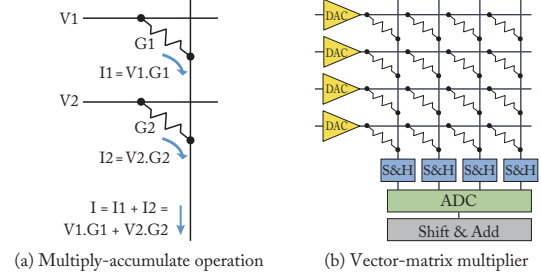 V1
G1
I1 = V1.G1
V2
G2
I2 = V2.G2
I = I1 + I2 =
V1.G1 + V2.G2
(a) Multiply-accumulate operation
DAC
DAC
DAC
DAC
S&H S&H S&H S&H
ADC
Shift & Add
(b) Vector-matrix multiplier